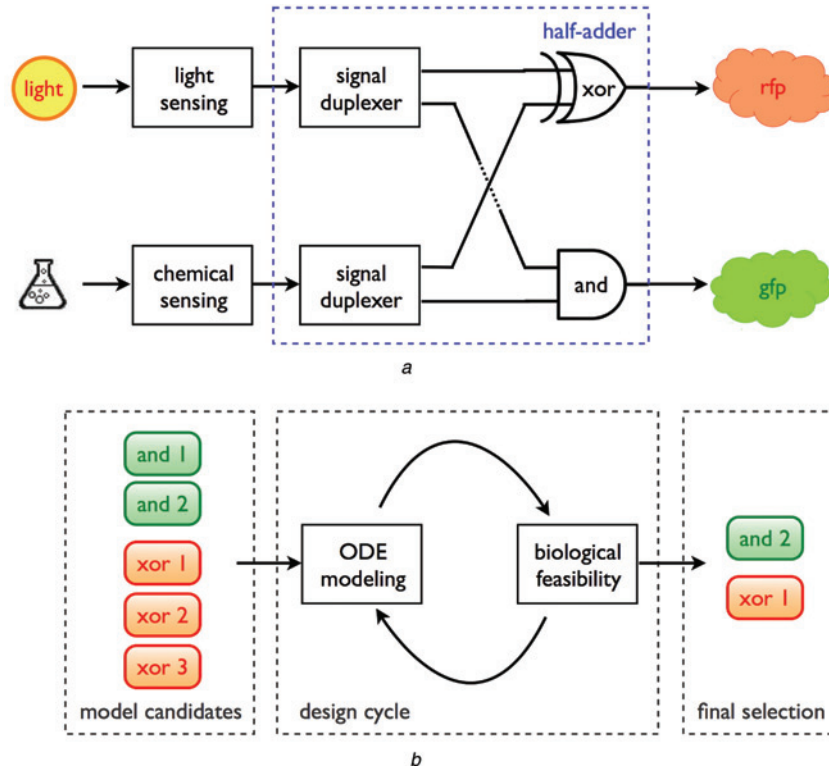 half-adder
light
light
sensing
signal
duplexer
xor
rfp
chemical
sensing
signal
duplexer
and
gfp
a
and 1
and 2
xor 1
xor 2
xor 3
model candidates
ODE
modeling
biological
feasibility
design cycle
and 2
xor 1
final selection
b